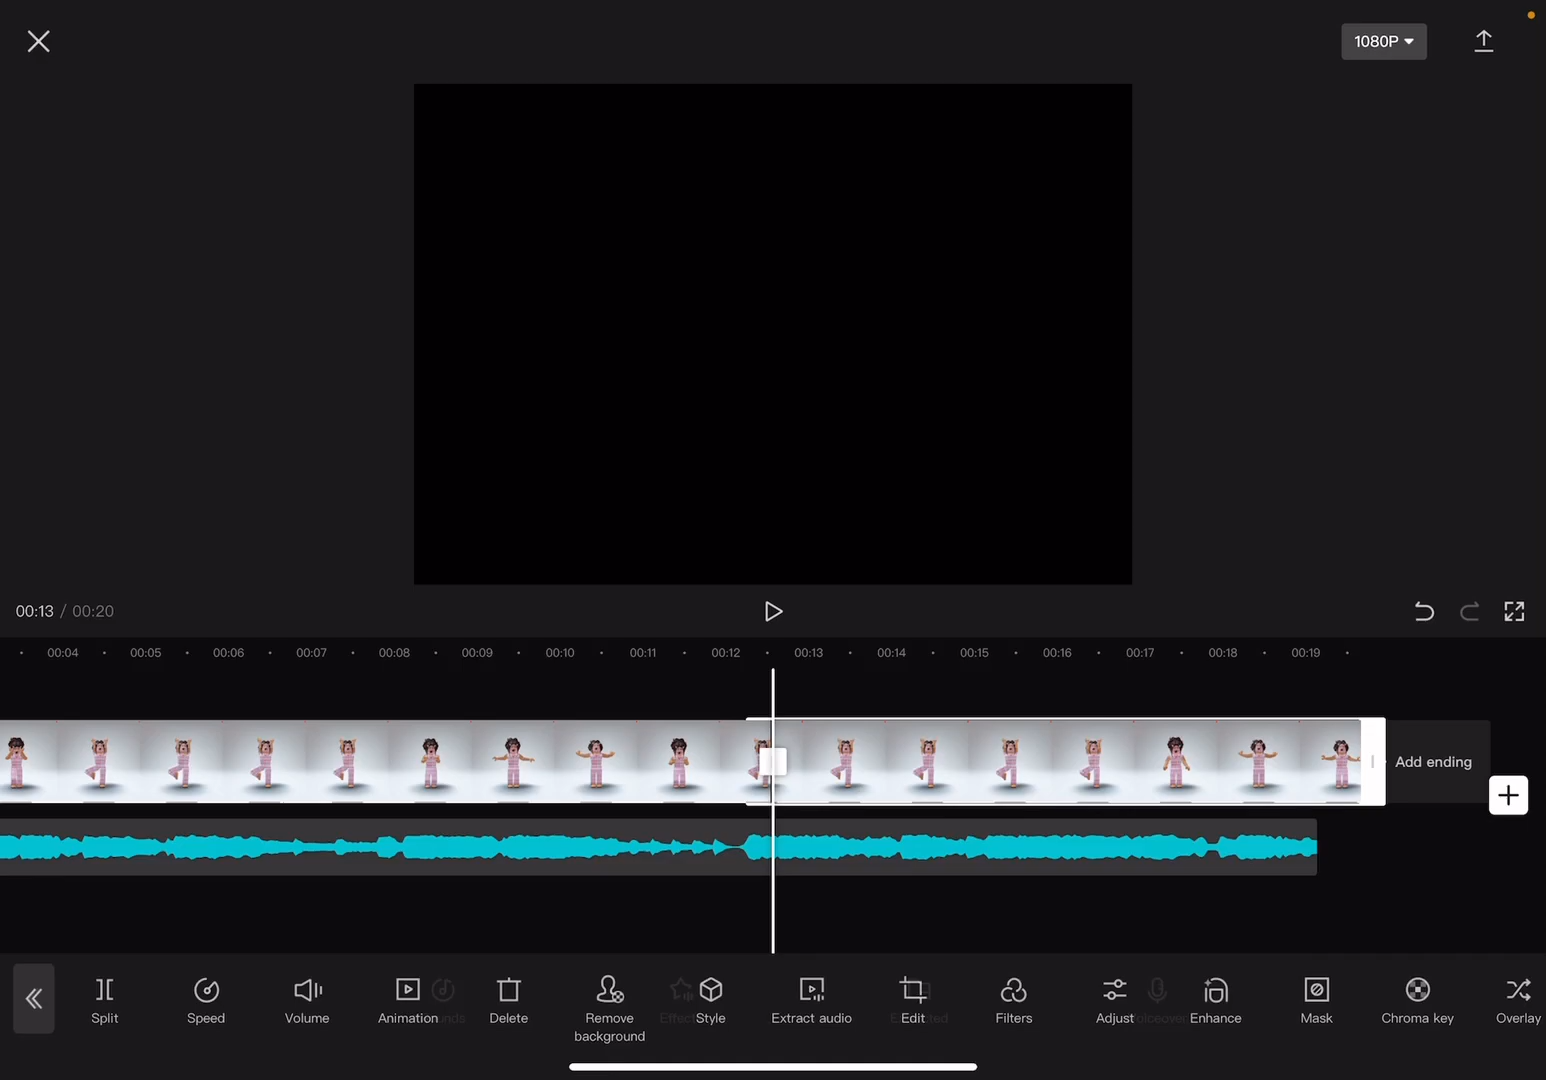 1080P
00:13 / 00:20
00:04 00:05 00:06 00:07 00:08 00:09 00:10 00:11 00:12 00:13 00:14 00:15 00:16 00:17 00:18 00:19
Add ending
Split Speed Volume Animation Delete Remove background Style Extract audio Edit Filters Adjust Enhance Mask Chroma key Overlay